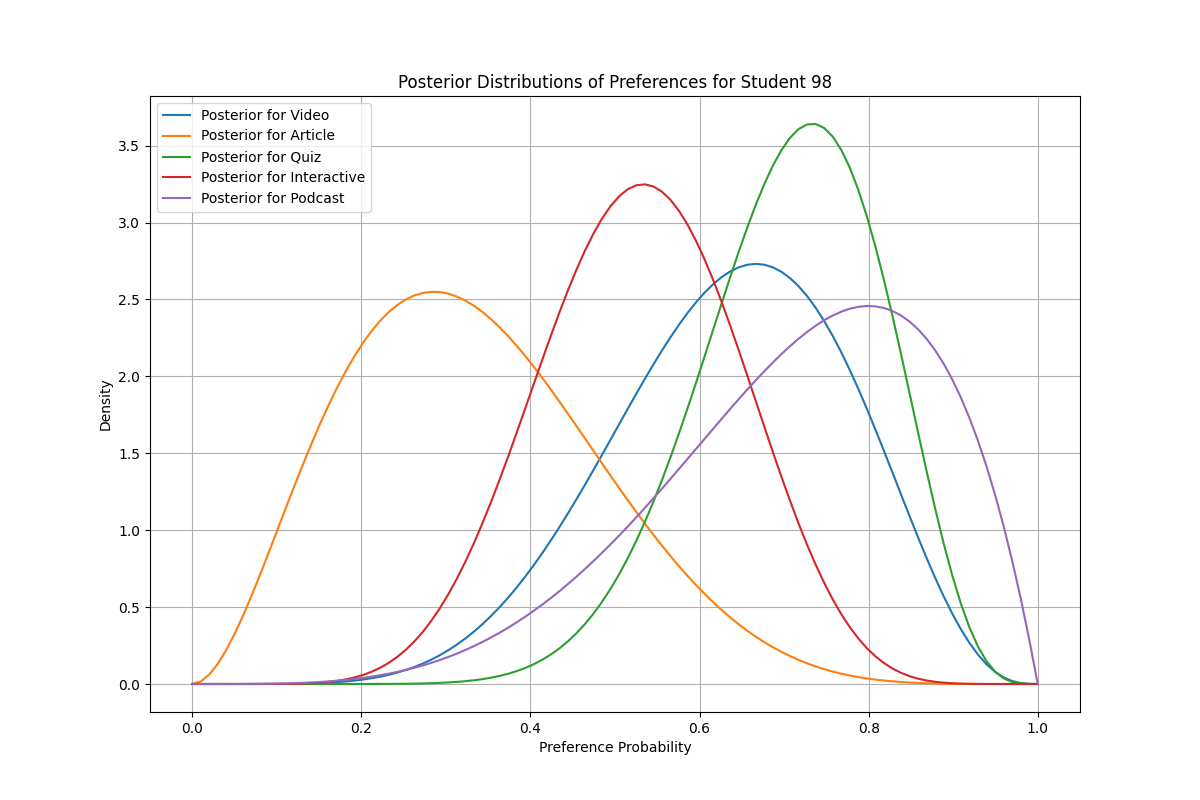 Posterior Distributions of Preferences for Student 98
Posterior for Video
Posterior for Article
Posterior for Quiz
Posterior for Interactive
Posterior for Podcast
Density
3.5
3.0
2.5
2.0
1.5
1.0
0.5
0.0
0.0 0.2 0.4 0.6 0.8 1.0
Preference Probability